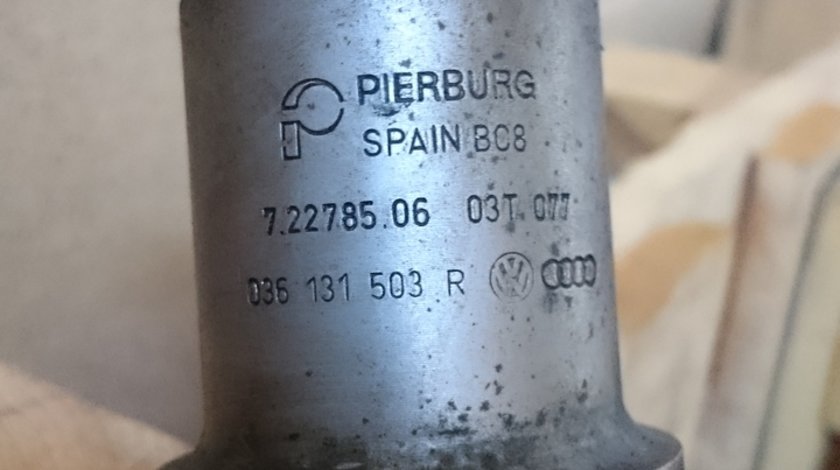 PIERBURG
SPAIN BC8
7.22785.06 03T 077
036 131 503 R